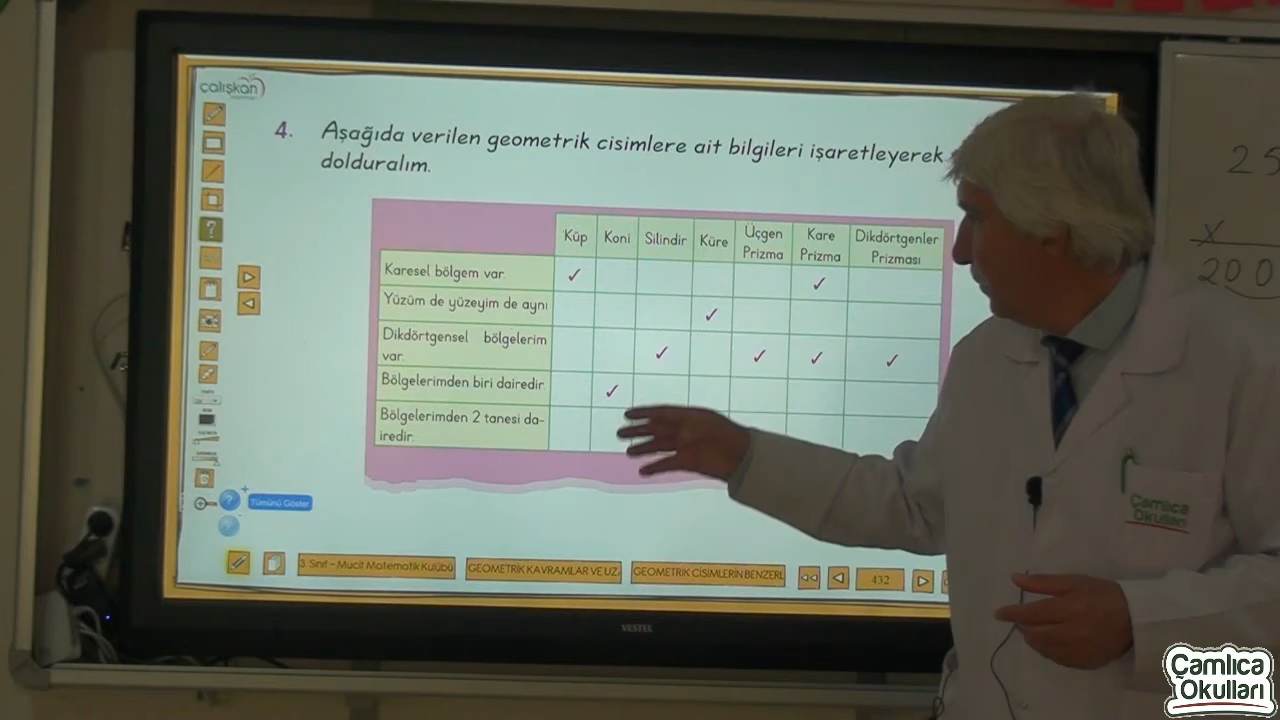 çalışkan
4. Aşağıda verilen geometrik cisimlere ait bilgileri işaretleyerek
dolduralım.
Küp Koni Silindir Küre Üçgen Prizma Kare Prizma Dikdörtgenler Prizması
Karesel bölgem var. ✓ ✓
Yüzüm de yüzeyim de aynı ✓
Dikdörtgensel bölgelerim
var. ✓ ✓ ✓ ✓
Bölgelerimden biri dairedir. ✓
Bölgelerimden 2 tanesi da-
iredir.
Tümünü Göster
3. Sınıf - Mucit Matematik Kulübü GEOMETRİK KAVRAMLAR VE UZ GEOMETRİK CİSİMLERİN BENZERL 432
VESTEL
25
x
200
Çamlıca
Okulları
Çamlıca
Okulları